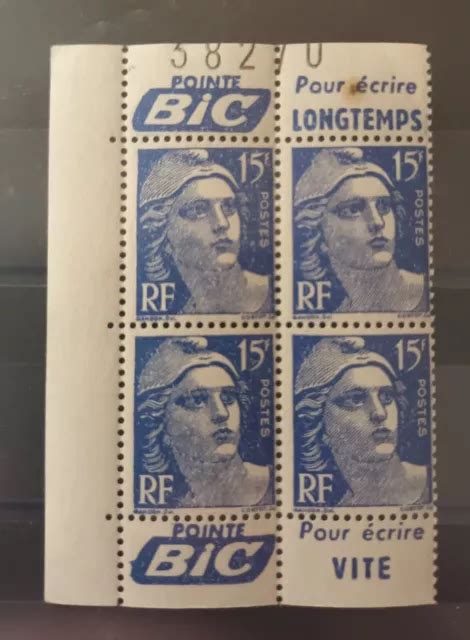 38270
POINTE
BiC
Pour écrire
LONGTEMPS
15F
POSTES
RF
15F
POSTES
RF
15F
POSTES
RF
15F
POSTES
RF
POINTE
BiC
Pour écrire
VITE